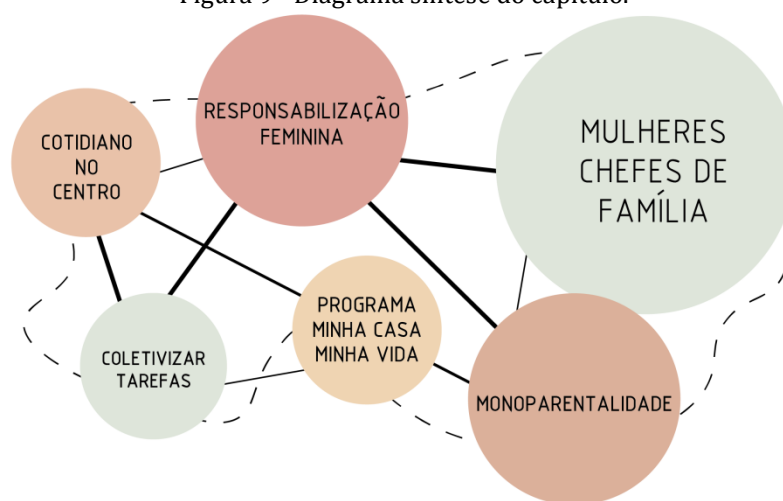 Figura 9 - Diagrama síntese do capítulo.
RESPONSABILIZAÇÃO
FEMININA
MULHERES
CHEFES DE
FAMÍLIA
COTIDIANO
NO
CENTRO
PROGRAMA
MINHA CASA
MINHA VIDA
COLETIVIZAR
TAREFAS
MONOPARENTALIDADE